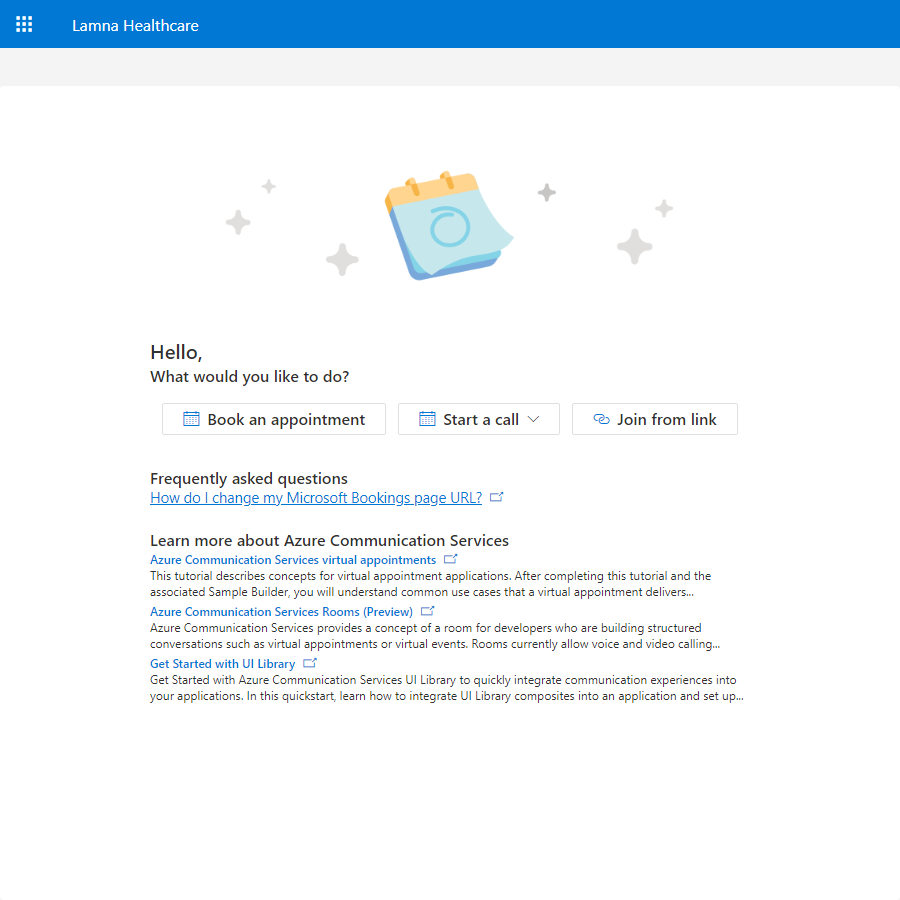 Lamna Healthcare
Hello,
What would you like to do?
Book an appointment
Start a call
Join from link
Frequently asked questions
How do I change my Microsoft Bookings page URL?
Learn more about Azure Communication Services
Azure Communication Services virtual appointments
This tutorial describes concepts for virtual appointment applications. After completing this tutorial and the
associated Sample Builder, you will understand common use cases that a virtual appointment delivers...
Azure Communication Services Rooms (Preview)
Azure Communication Services provides a concept of a room for developers who are building structured
conversations such as virtual appointments or virtual events. Rooms currently allow voice and video calling...
Get Started with UI Library
Get Started with Azure Communication Services UI Library to quickly integrate communication experiences into
your applications. In this quickstart, learn how to integrate UI Library composites into an application and set up...